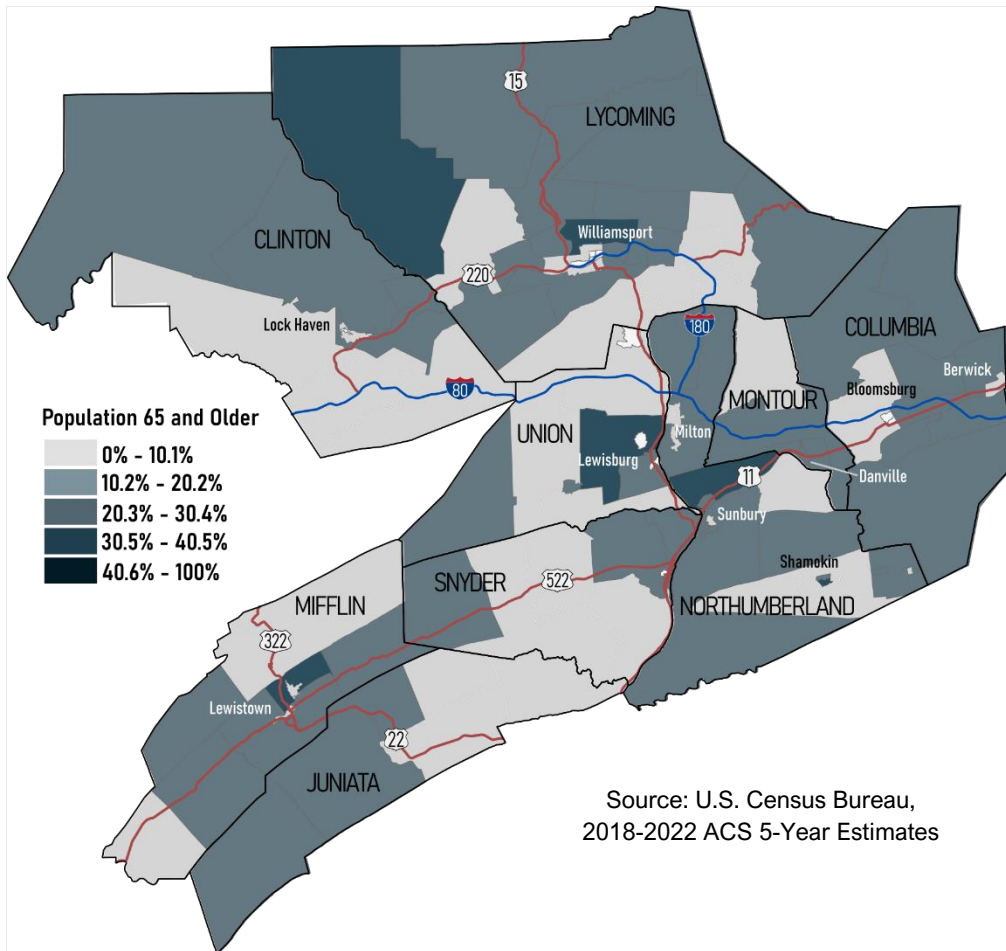 15
LYCOMING
Williamsport
CLINTON
220
Lock Haven
180
COLUMBIA
Berwick
80
Bloomsburg
MONTOUR
Population 65 and Older
0% - 10.1%
10.2% - 20.2%
20.3% - 30.4%
30.5% - 40.5%
40.6% - 100%
UNION
Milton
Lewisburg
11
Danville
Sunbury
Shamokin
SNYDER
522
MIFFLIN
NORTHUMBERLAND
322
Lewistown
22
JUNIATA
Source: U.S. Census Bureau,
2018-2022 ACS 5-Year Estimates